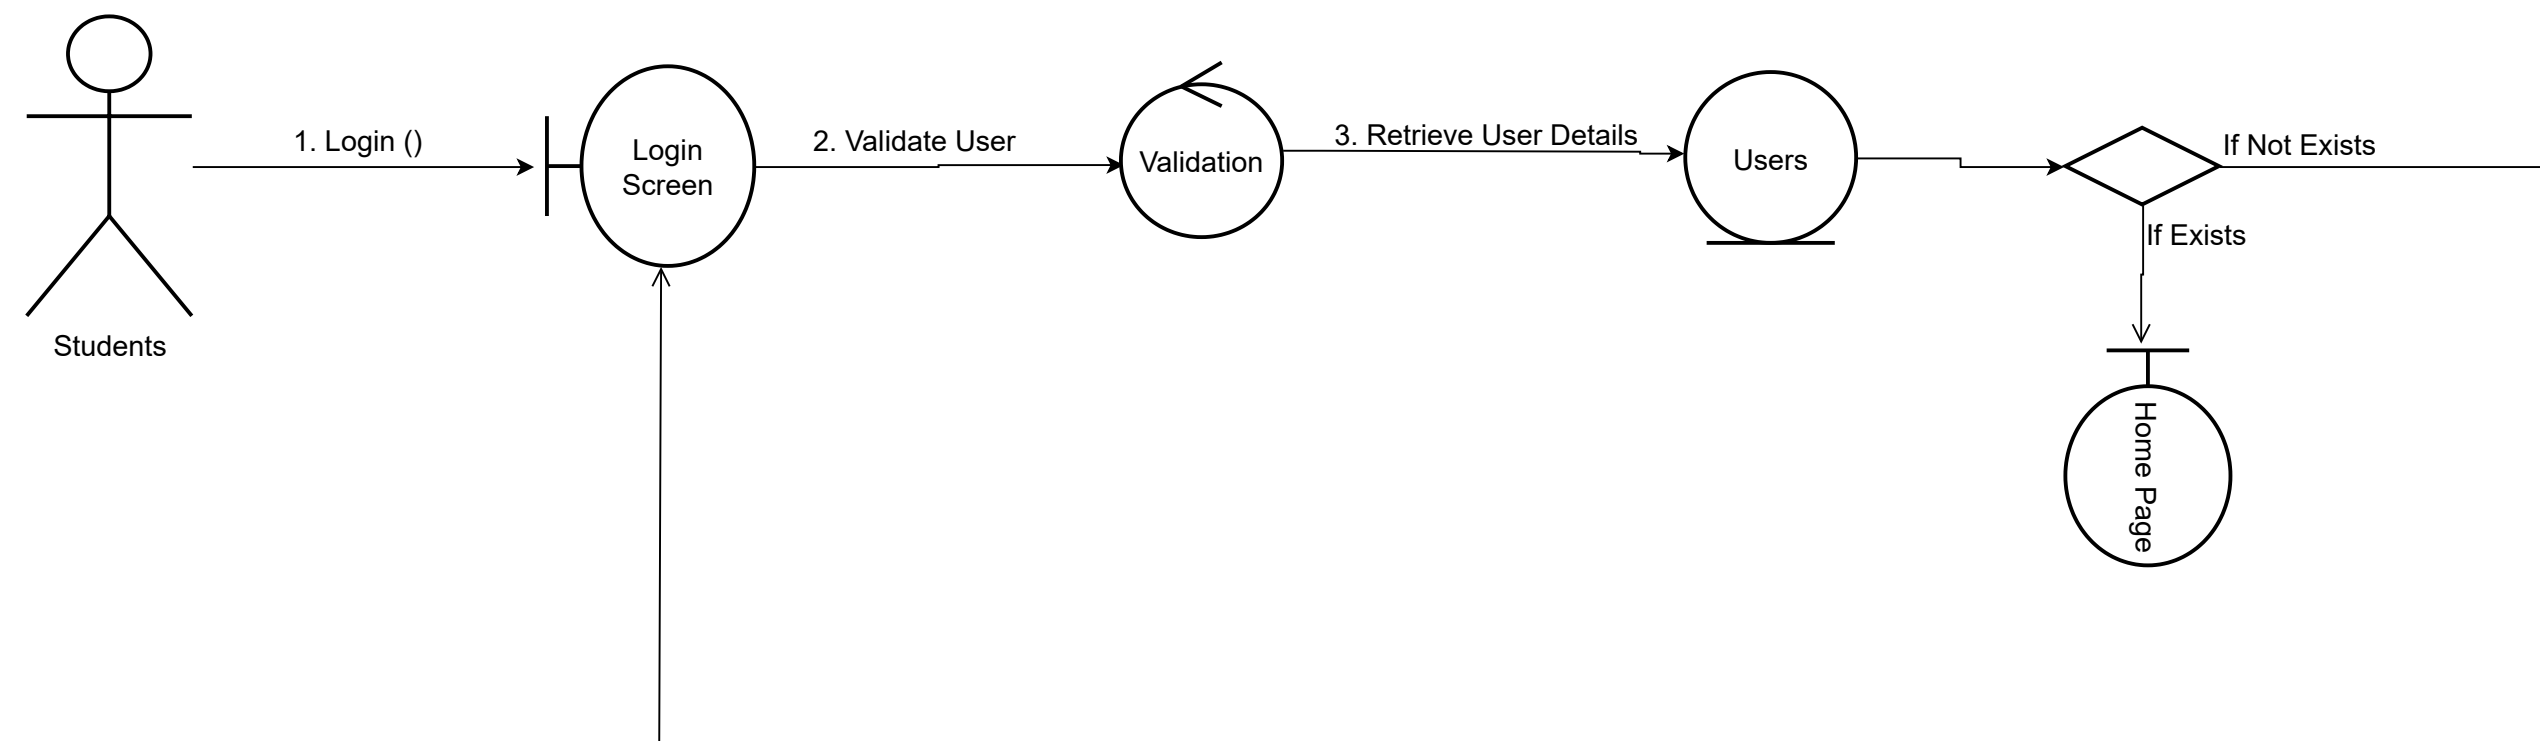 1. Login ()
2. Validate User
3. Retrieve User Details
If Not Exists
Login
Screen
Validation
Users
If Exists
Students
Home Page